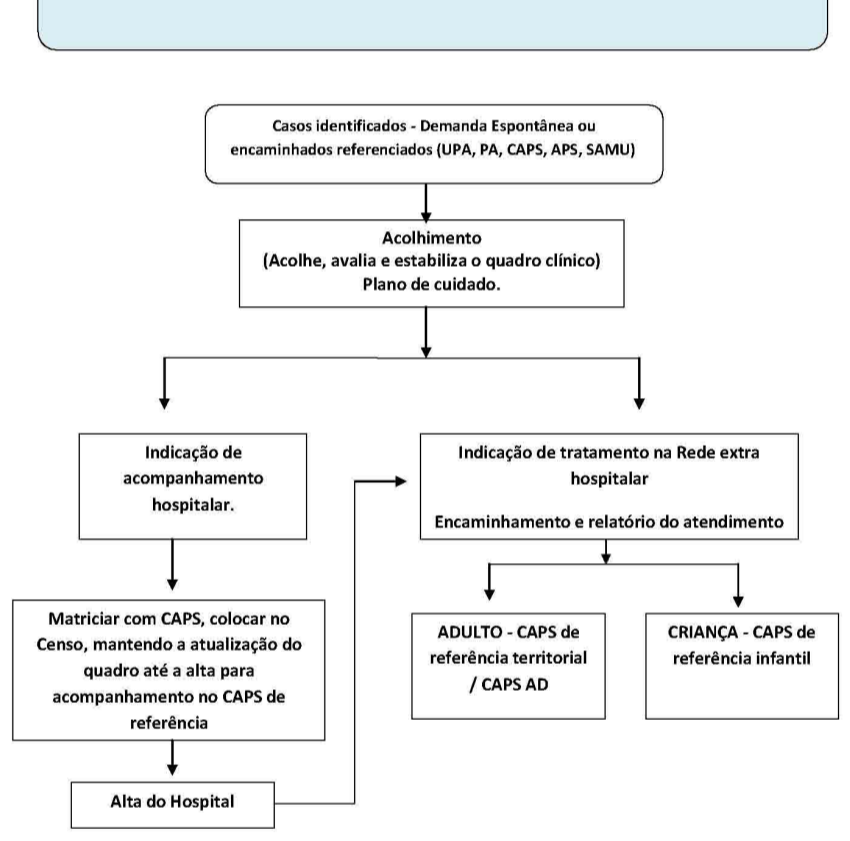 Casos identificados - Demanda Espontânea ou
encaminhados referenciados (UPA, PA, CAPS, APS, SAMU)
Acolhimento
(Acolhe, avalia e estabiliza o quadro clínico)
Plano de cuidado.
Indicação de
acompanhamento
hospitalar.
Indicação de tratamento na Rede extra
hospitalar
Encaminhamento e relatório do atendimento
Matriciar com CAPS, colocar no
Censo, mantendo a atualização do
quadro até a alta para
acompanhamento no CAPS de
referência
ADULTO - CAPS de
referência territorial
/ CAPS AD
CRIANÇA - CAPS de
referência infantil
Alta do Hospital